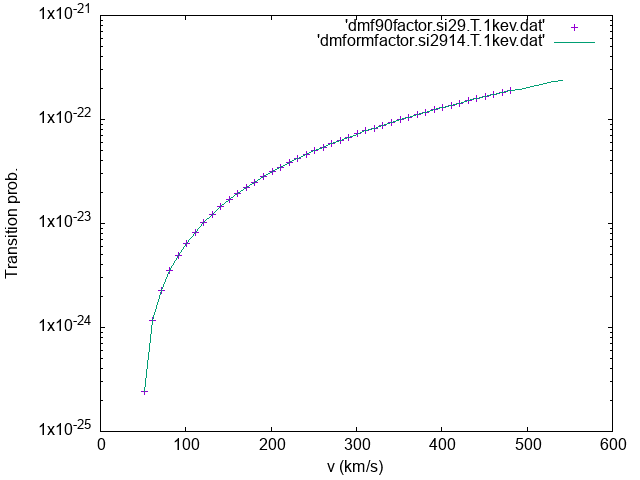 'dmf90factor.si29.T.1kev.dat'
'dmformfactor.si2914.T.1kev.dat'
1x10-21
1x10-22
1x10-23
1x10-24
1x10-25
Transition prob.
0 100 200 300 400 500 600
v (km/s)